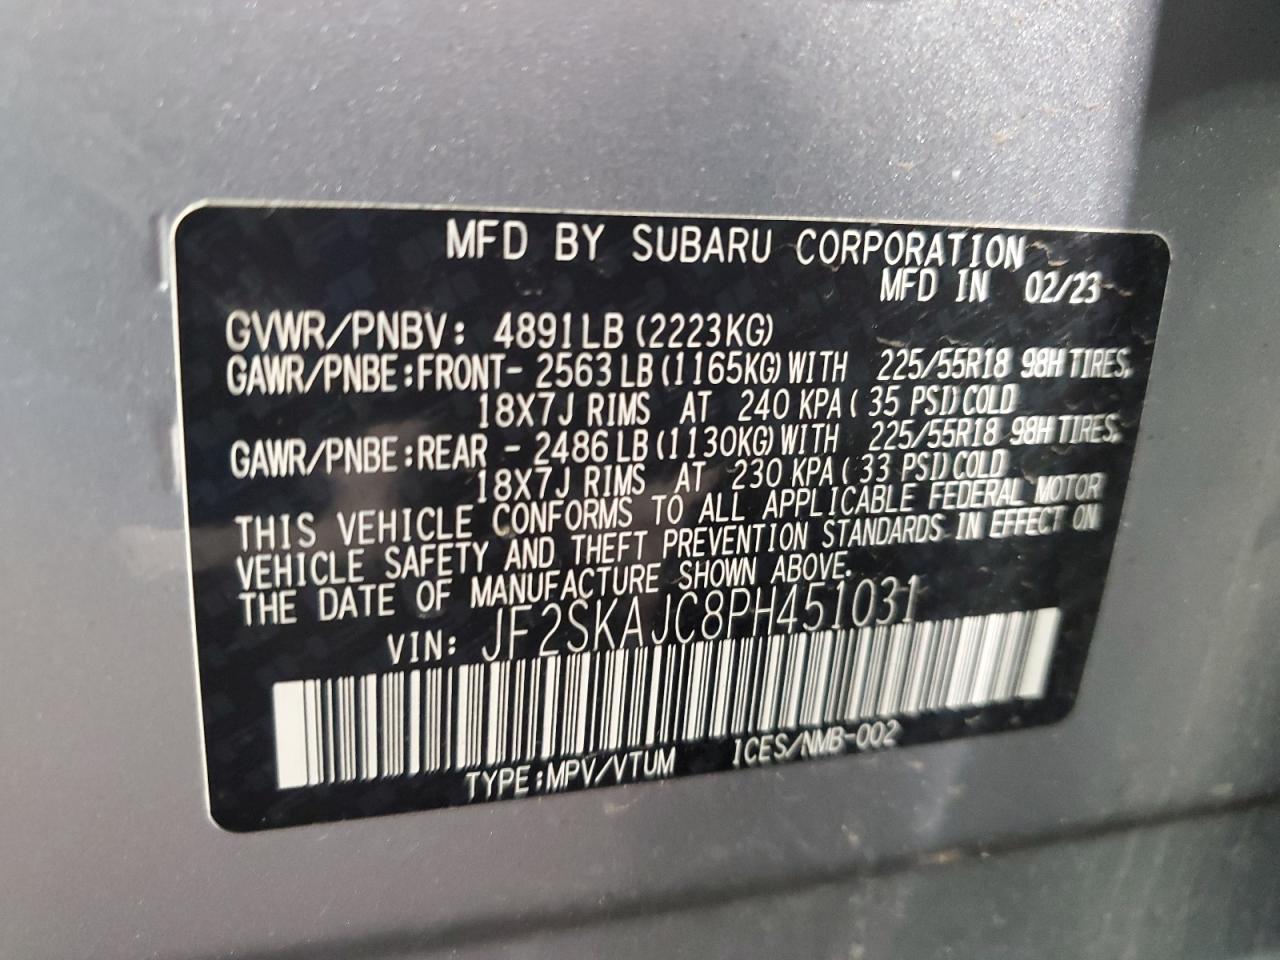 MFD BY SUBARU CORPORATION
MFD IN 02/23
GVWR/PNBV: 4891LB (2223KG)
GAWR/PNBE:FRONT- 2563LB (1165KG) WITH 225/55R18 98H TIRES,
18X7J RIMS AT 240 KPA ( 35 PSI) COLD
GAWR/PNBE:REAR - 2486LB (1130KG) WITH 225/55R18 98H TIRES,
18X7J RIMS AT 230 KPA ( 33 PSI) COLD
THIS VEHICLE CONFORMS TO ALL APPLICABLE FEDERAL MOTOR
VEHICLE SAFETY AND THEFT PREVENTION STANDARDS IN EFFECT ON
THE DATE OF MANUFACTURE SHOWN ABOVE.
VIN: JF2SKAJC8PH451031
TYPE:MPV/VTUM ICES/NMB-002